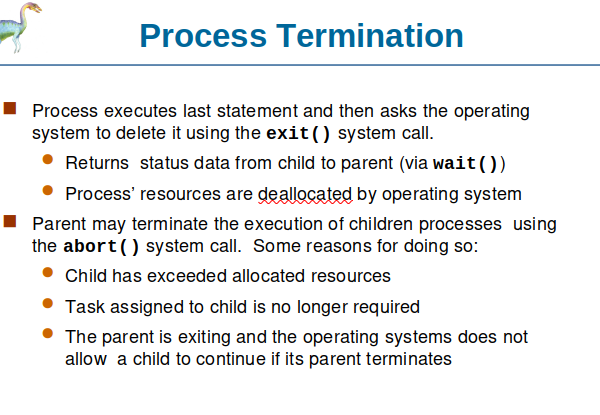 Process Termination
Process executes last statement and then asks the operating
system to delete it using the exit() system call.
Returns  status data from child to parent (via wait())
Process’ resources are deallocated by operating system
Parent may terminate the execution of children processes  using
the abort() system call.  Some reasons for doing so:
Child has exceeded allocated resources
Task assigned to child is no longer required
The parent is exiting and the operating systems does not
allow  a child to continue if its parent terminates